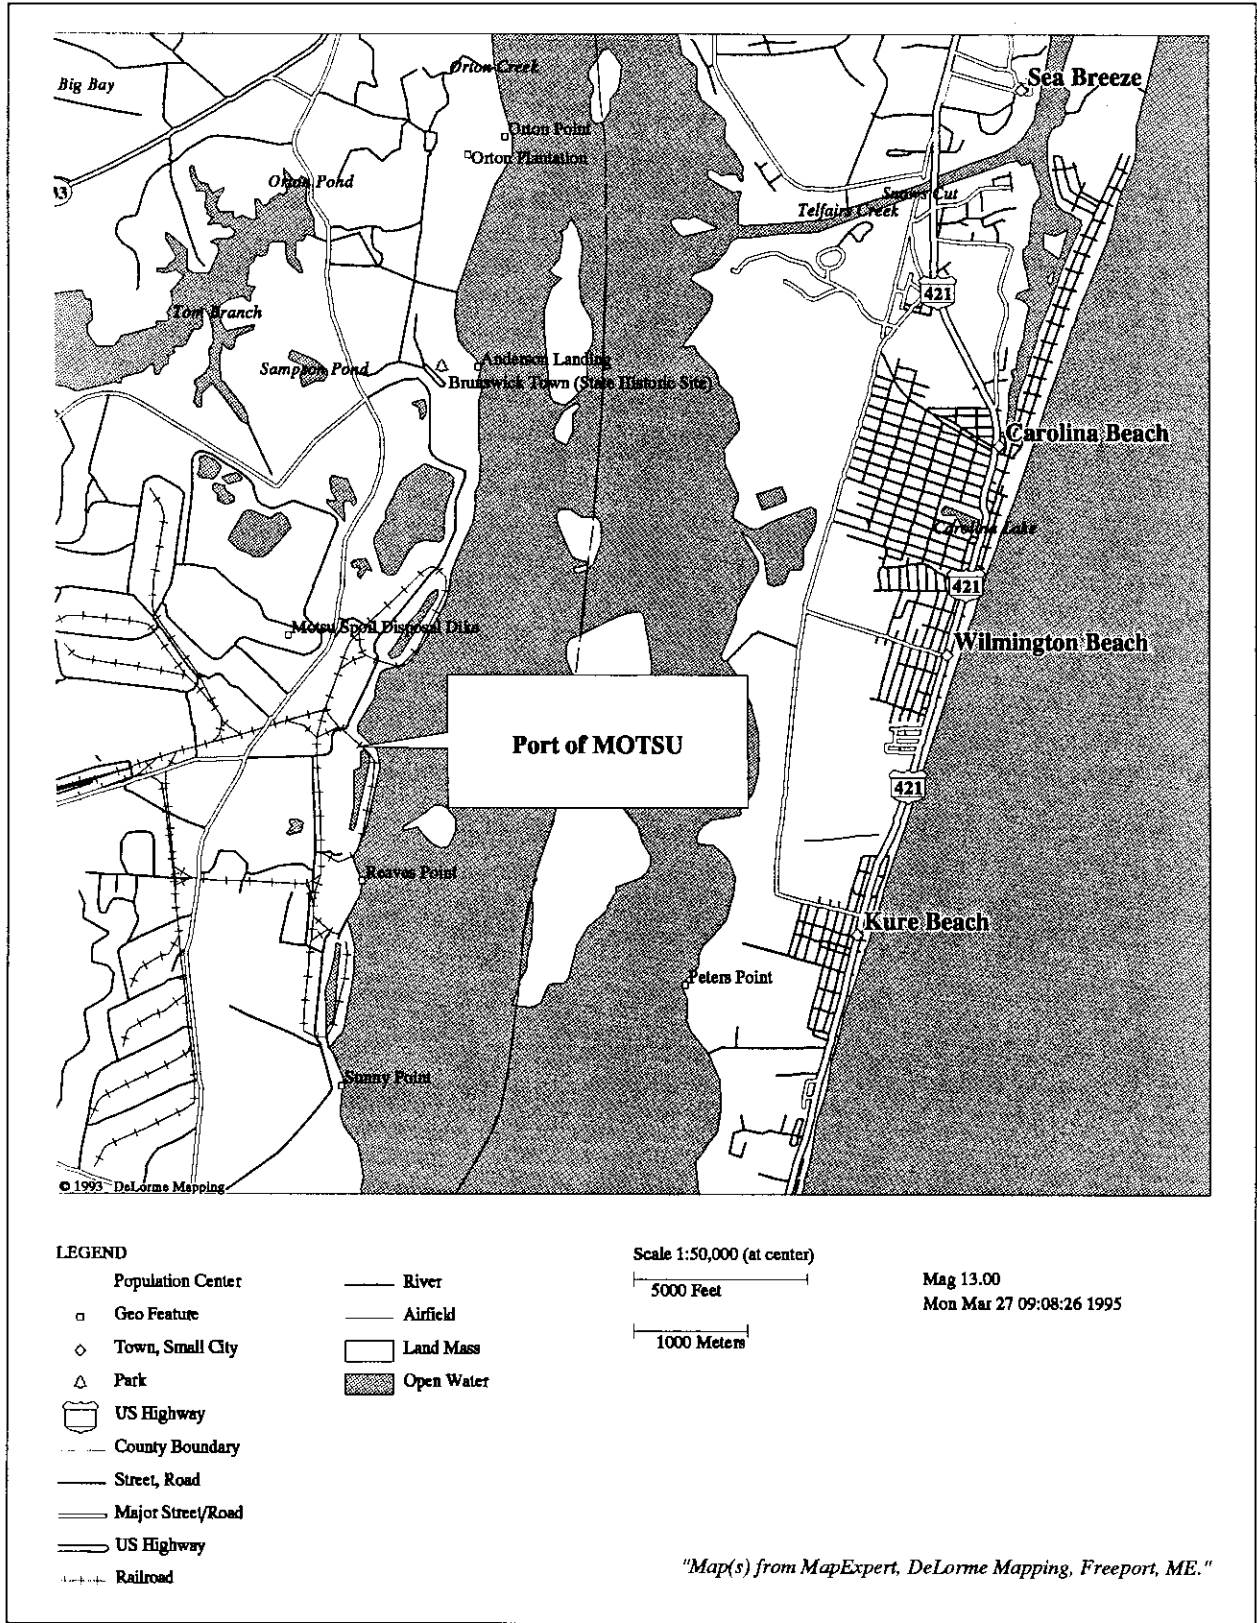 Big Bay
Orton Creek
Sea Breeze
Orton Point
Orton Plantation
Orton Pond
Snows Cut
Telfairs Creek
421
Tom Branch
Sampson Pond
Anderson Landing
Brunswick Town (State Historic Site)
Carolina Beach
Carolina Lake
421
Motsu Spoil Disposal Dike
Wilmington Beach
Port of MOTSU
421
Reaves Point
Kure Beach
Peters Point
Sunny Point
© 1993 DeLorme Mapping
LEGEND
Population Center
Geo Feature
Town, Small City
Park
US Highway
County Boundary
Street, Road
Major Street/Road
US Highway
Railroad
River
Airfield
Land Mass
Open Water
Scale 1:50,000 (at center)
5000 Feet
1000 Meters
Mag 13.00
Mon Mar 27 09:08:26 1995
"Map(s) from MapExpert, DeLorme Mapping, Freeport, ME."